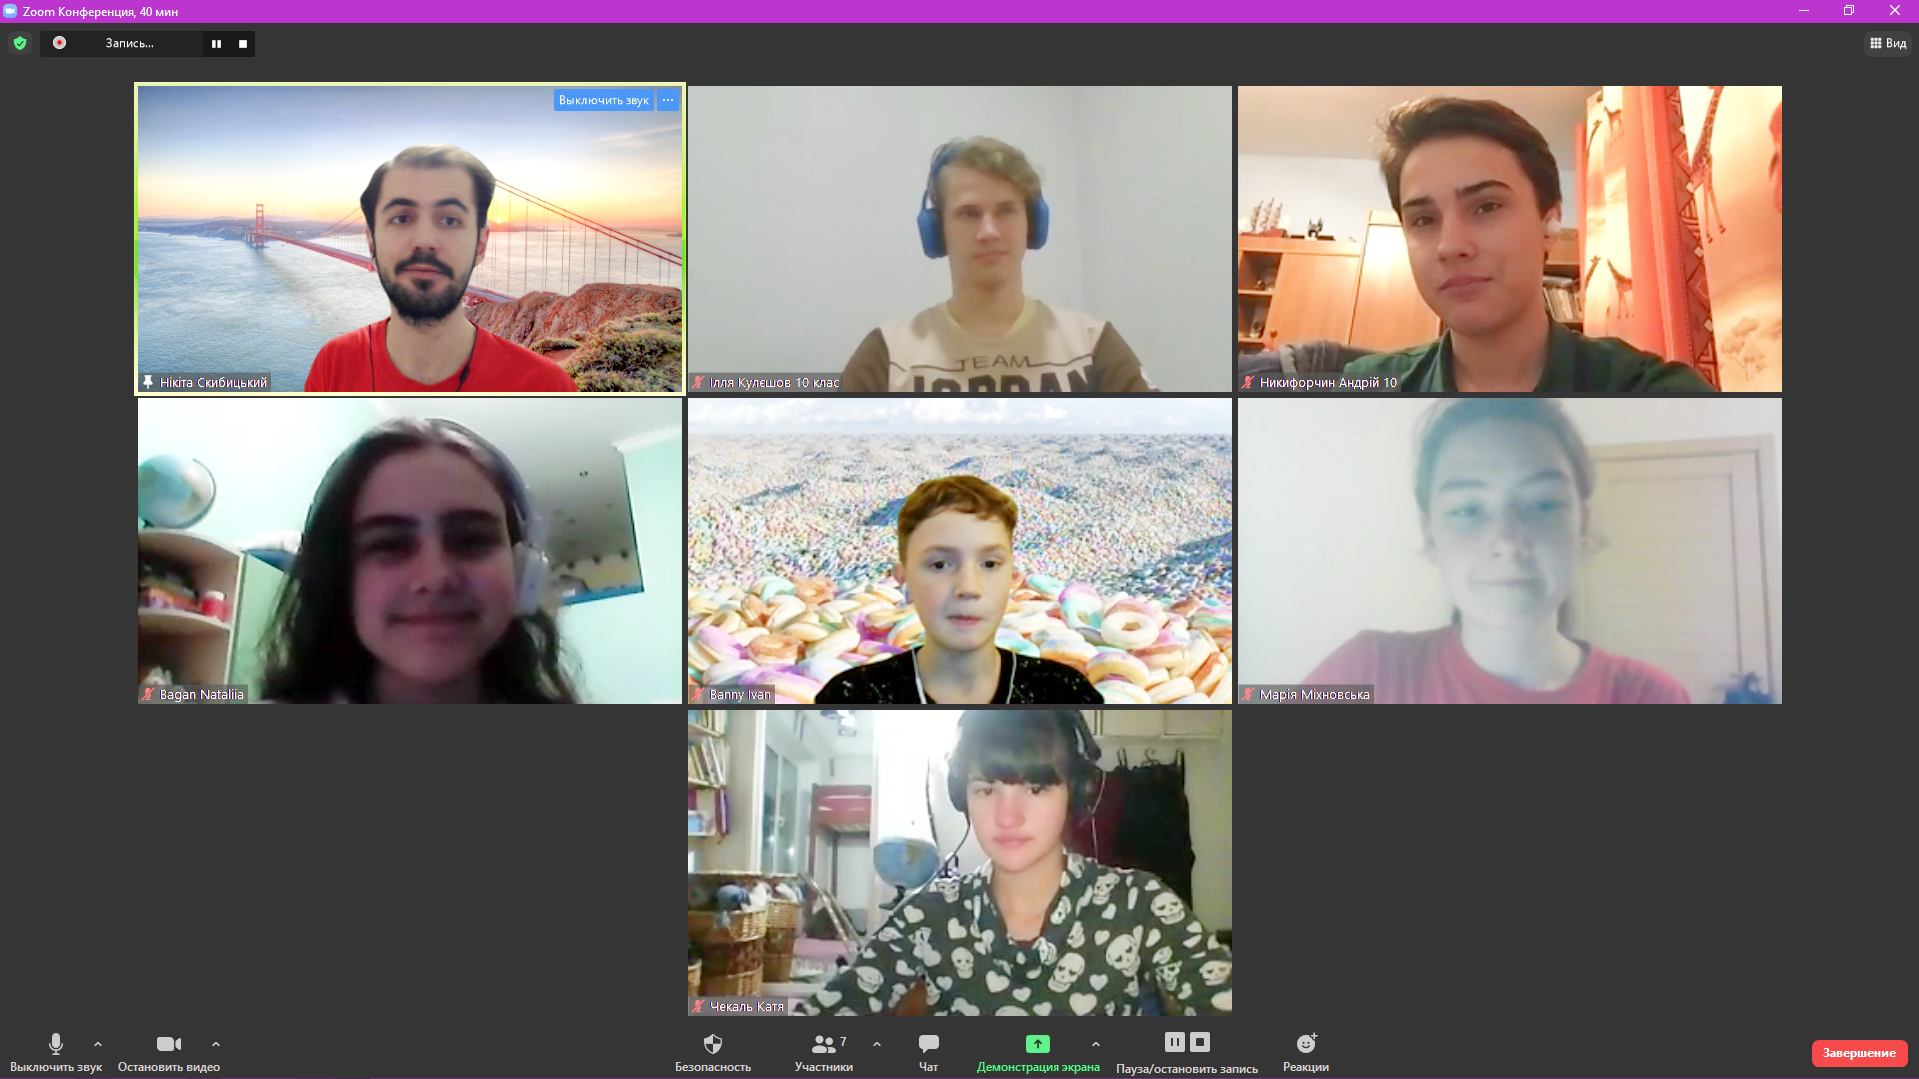 Zoom Конференция, 40 мин
Запись...
Вид
Выключить звук
Нікіта Скибицький
Ілля Кулєшов 10 клас
TEAM
JORDAN
Никифорчин Андрій 10
Bagan Nataliia
Banny Ivan
Марія Міхновська
Чекаль Катя
Выключить звук
Остановить видео
Безопасность
7
Участники
Чат
Демонстрация экрана
Пауза/остановить запись
Реакции
Завершение